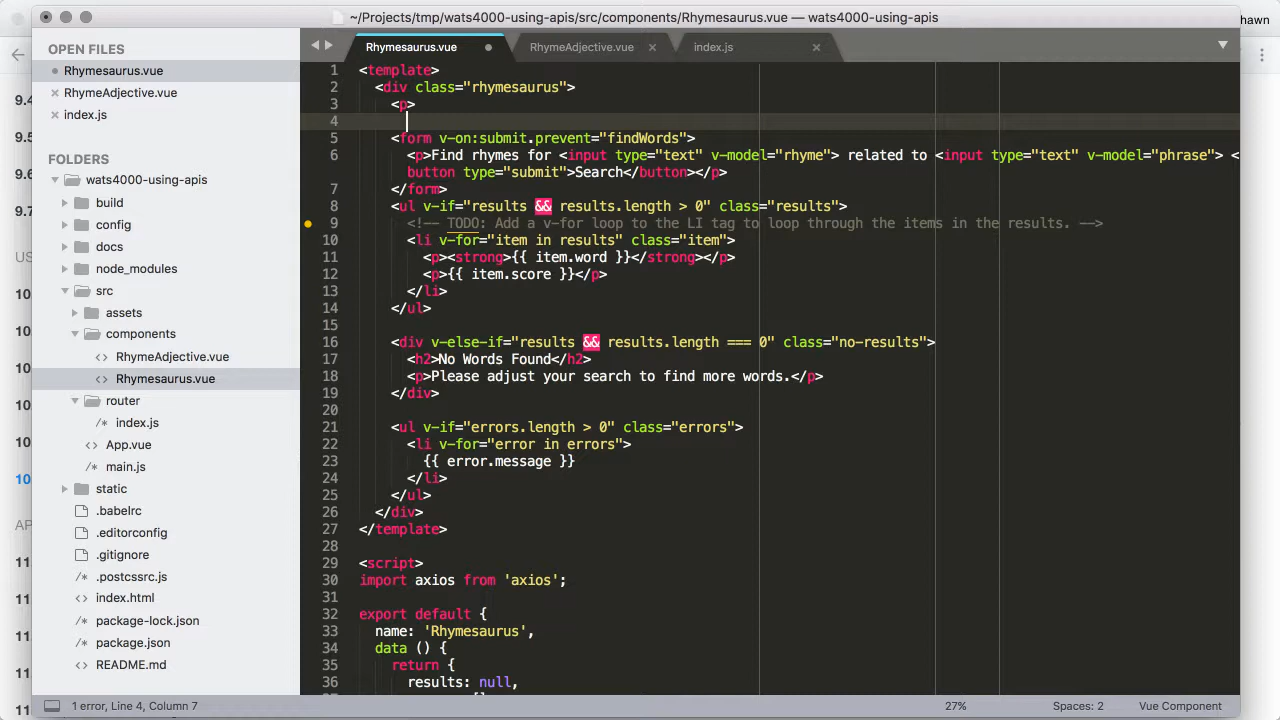 ~/Projects/tmp/wats4000-using-apis/src/components/Rhymesaurus.vue — wats4000-using-apis
hawn
OPEN FILES
Rhymesaurus.vue
RhymeAdjective.vue
index.js
FOLDERS
wats4000-using-apis
build
config
docs
node_modules
src
assets
components
RhymeAdjective.vue
Rhymesaurus.vue
router
index.js
App.vue
main.js
static
.babelrc
.editorconfig
.gitignore
.postcssrc.js
index.html
package-lock.json
package.json
README.md
Rhymesaurus.vue
RhymeAdjective.vue
index.js
1 <template>
2 <div class="rhymesaurus">
3 <p>
4
5 <form v-on:submit.prevent="findWords">
6 <p>Find rhymes for <input type="text" v-model="rhyme"> related to <input type="text" v-model="phrase"> <
button type="submit">Search</button></p>
7 </form>
8 <ul v-if="results && results.length > 0" class="results">
9 <!-- TODO: Add a v-for loop to the LI tag to loop through the items in the results. -->
10 <li v-for="item in results" class="item">
11 <p><strong>{{ item.word }}</strong></p>
12 <p>{{ item.score }}</p>
13 </li>
14 </ul>
15
16 <div v-else-if="results && results.length === 0" class="no-results">
17 <h2>No Words Found</h2>
18 <p>Please adjust your search to find more words.</p>
19 </div>
20
21 <ul v-if="errors.length > 0" class="errors">
22 <li v-for="error in errors">
23 {{ error.message }}
24 </li>
25 </ul>
26 </div>
27 </template>
28
29 <script>
30 import axios from 'axios';
31
32 export default {
33 name: 'Rhymesaurus',
34 data () {
35 return {
36 results: null,
1 error, Line 4, Column 7
27%
Spaces: 2
Vue Component